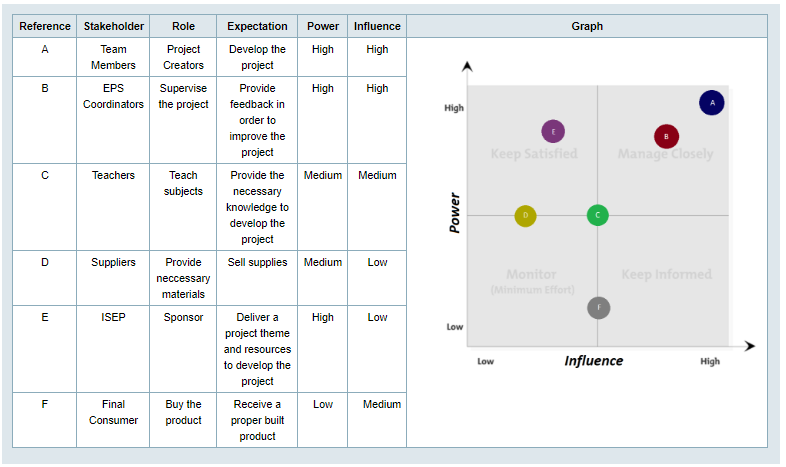 Reference Stakeholder Role Expectation Power Influence Graph
A Team Project Develop the High High
Members Creators project
B EPS Supervise Provide High High
Coordinators the project feedback in
order to
improve the
project
C Teachers Teach Provide the Medium Medium
subjects necessary
knowledge to
develop the
project
D Suppliers Provide Sell supplies Medium Low
neccessary
materials
E ISEP Sponsor Deliver a High Low
project theme
and resources
to develop the
project
F Final Buy the Receive a Low Medium
Consumer product proper built
product
High
A
E
B
Keep Satisfied Manage Closely
Power
D
C
Monitor Keep Informed
(Minimum Effort)
F
Low
Low Influence High